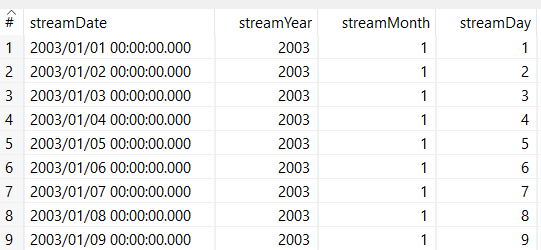 # streamDate streamYear streamMonth streamDay
1 2003/01/01 00:00:00.000 2003 1 1
2 2003/01/02 00:00:00.000 2003 1 2
3 2003/01/03 00:00:00.000 2003 1 3
4 2003/01/04 00:00:00.000 2003 1 4
5 2003/01/05 00:00:00.000 2003 1 5
6 2003/01/06 00:00:00.000 2003 1 6
7 2003/01/07 00:00:00.000 2003 1 7
8 2003/01/08 00:00:00.000 2003 1 8
9 2003/01/09 00:00:00.000 2003 1 9